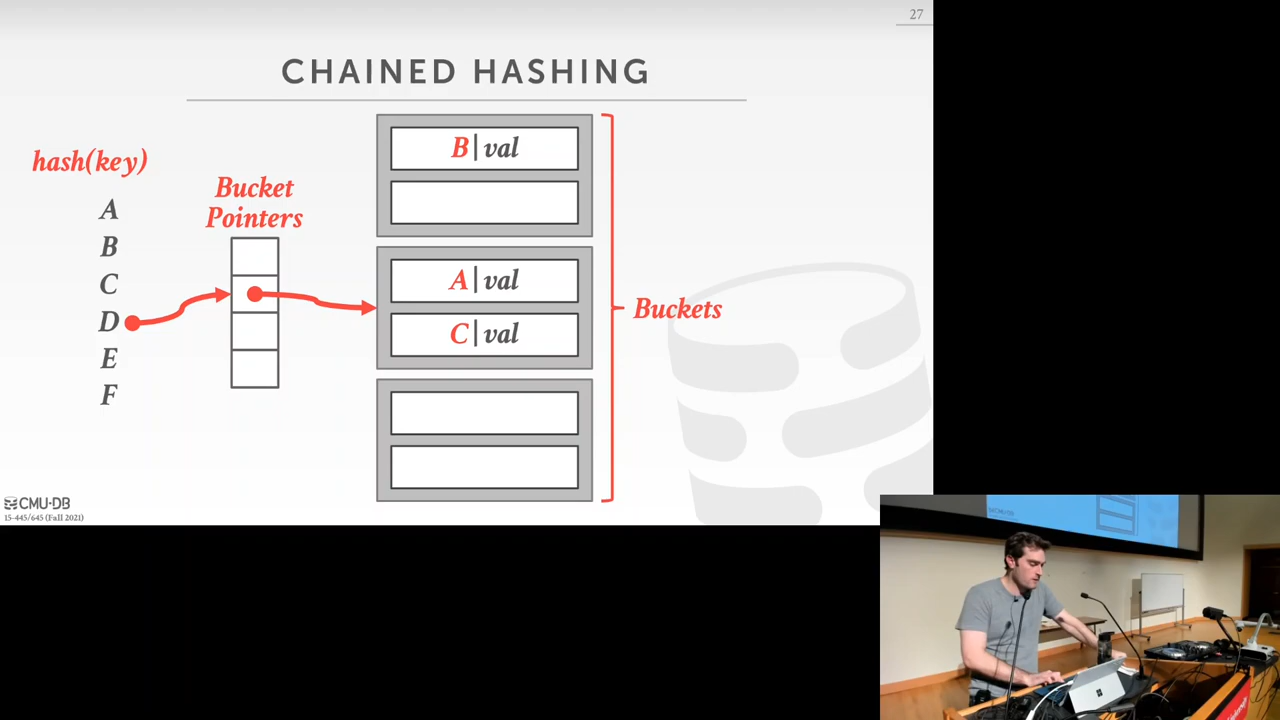 27
CHAINED HASHING
hash(key)
A
B
C
D
E
F
Bucket
Pointers
B|val
A|val
C|val
Buckets
CMU·DB
15-445/645 (Fall 2021)